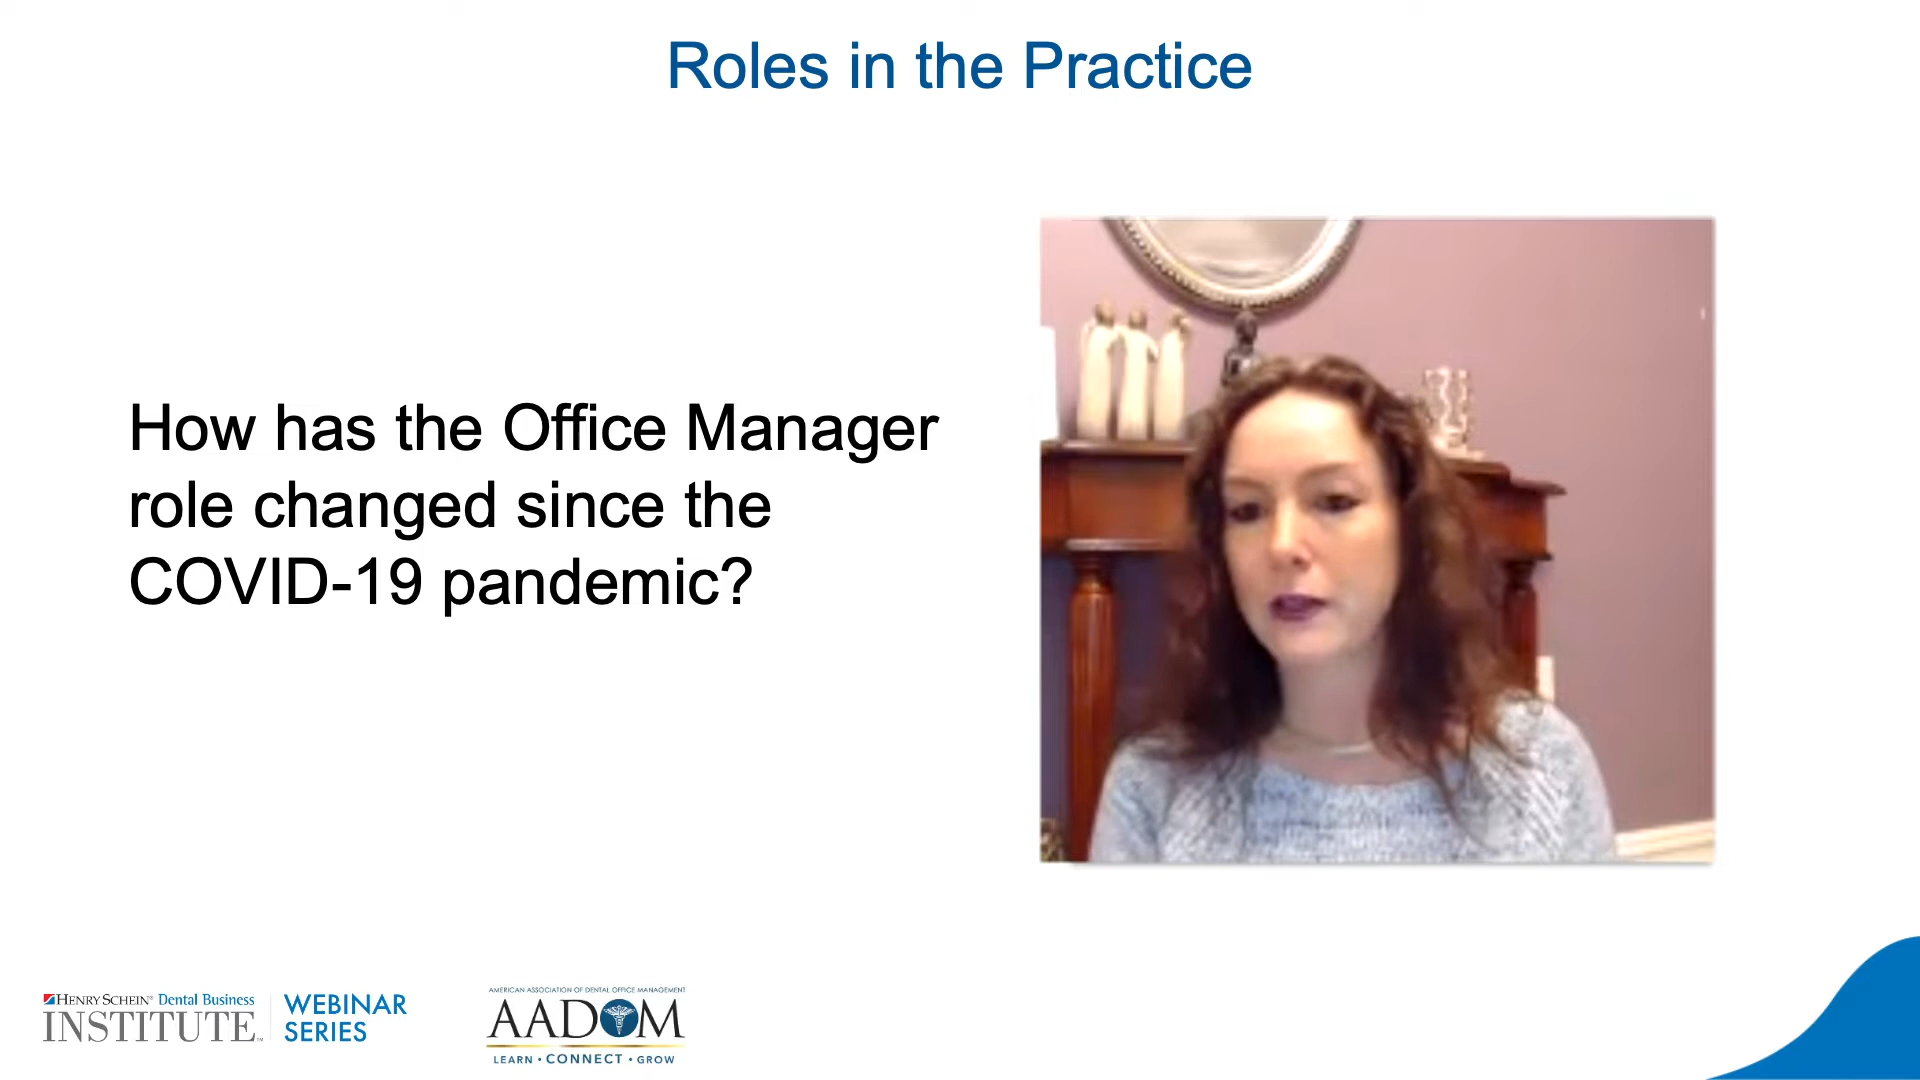 Roles in the Practice
How has the Office Manager
role changed since the
COVID-19 pandemic?
HENRY SCHEIN® Dental Business
INSTITUTE™
WEBINAR
SERIES
AMERICAN ASSOCIATION OF DENTAL OFFICE MANAGEMENT
AADOM
LEARN • CONNECT • GROW